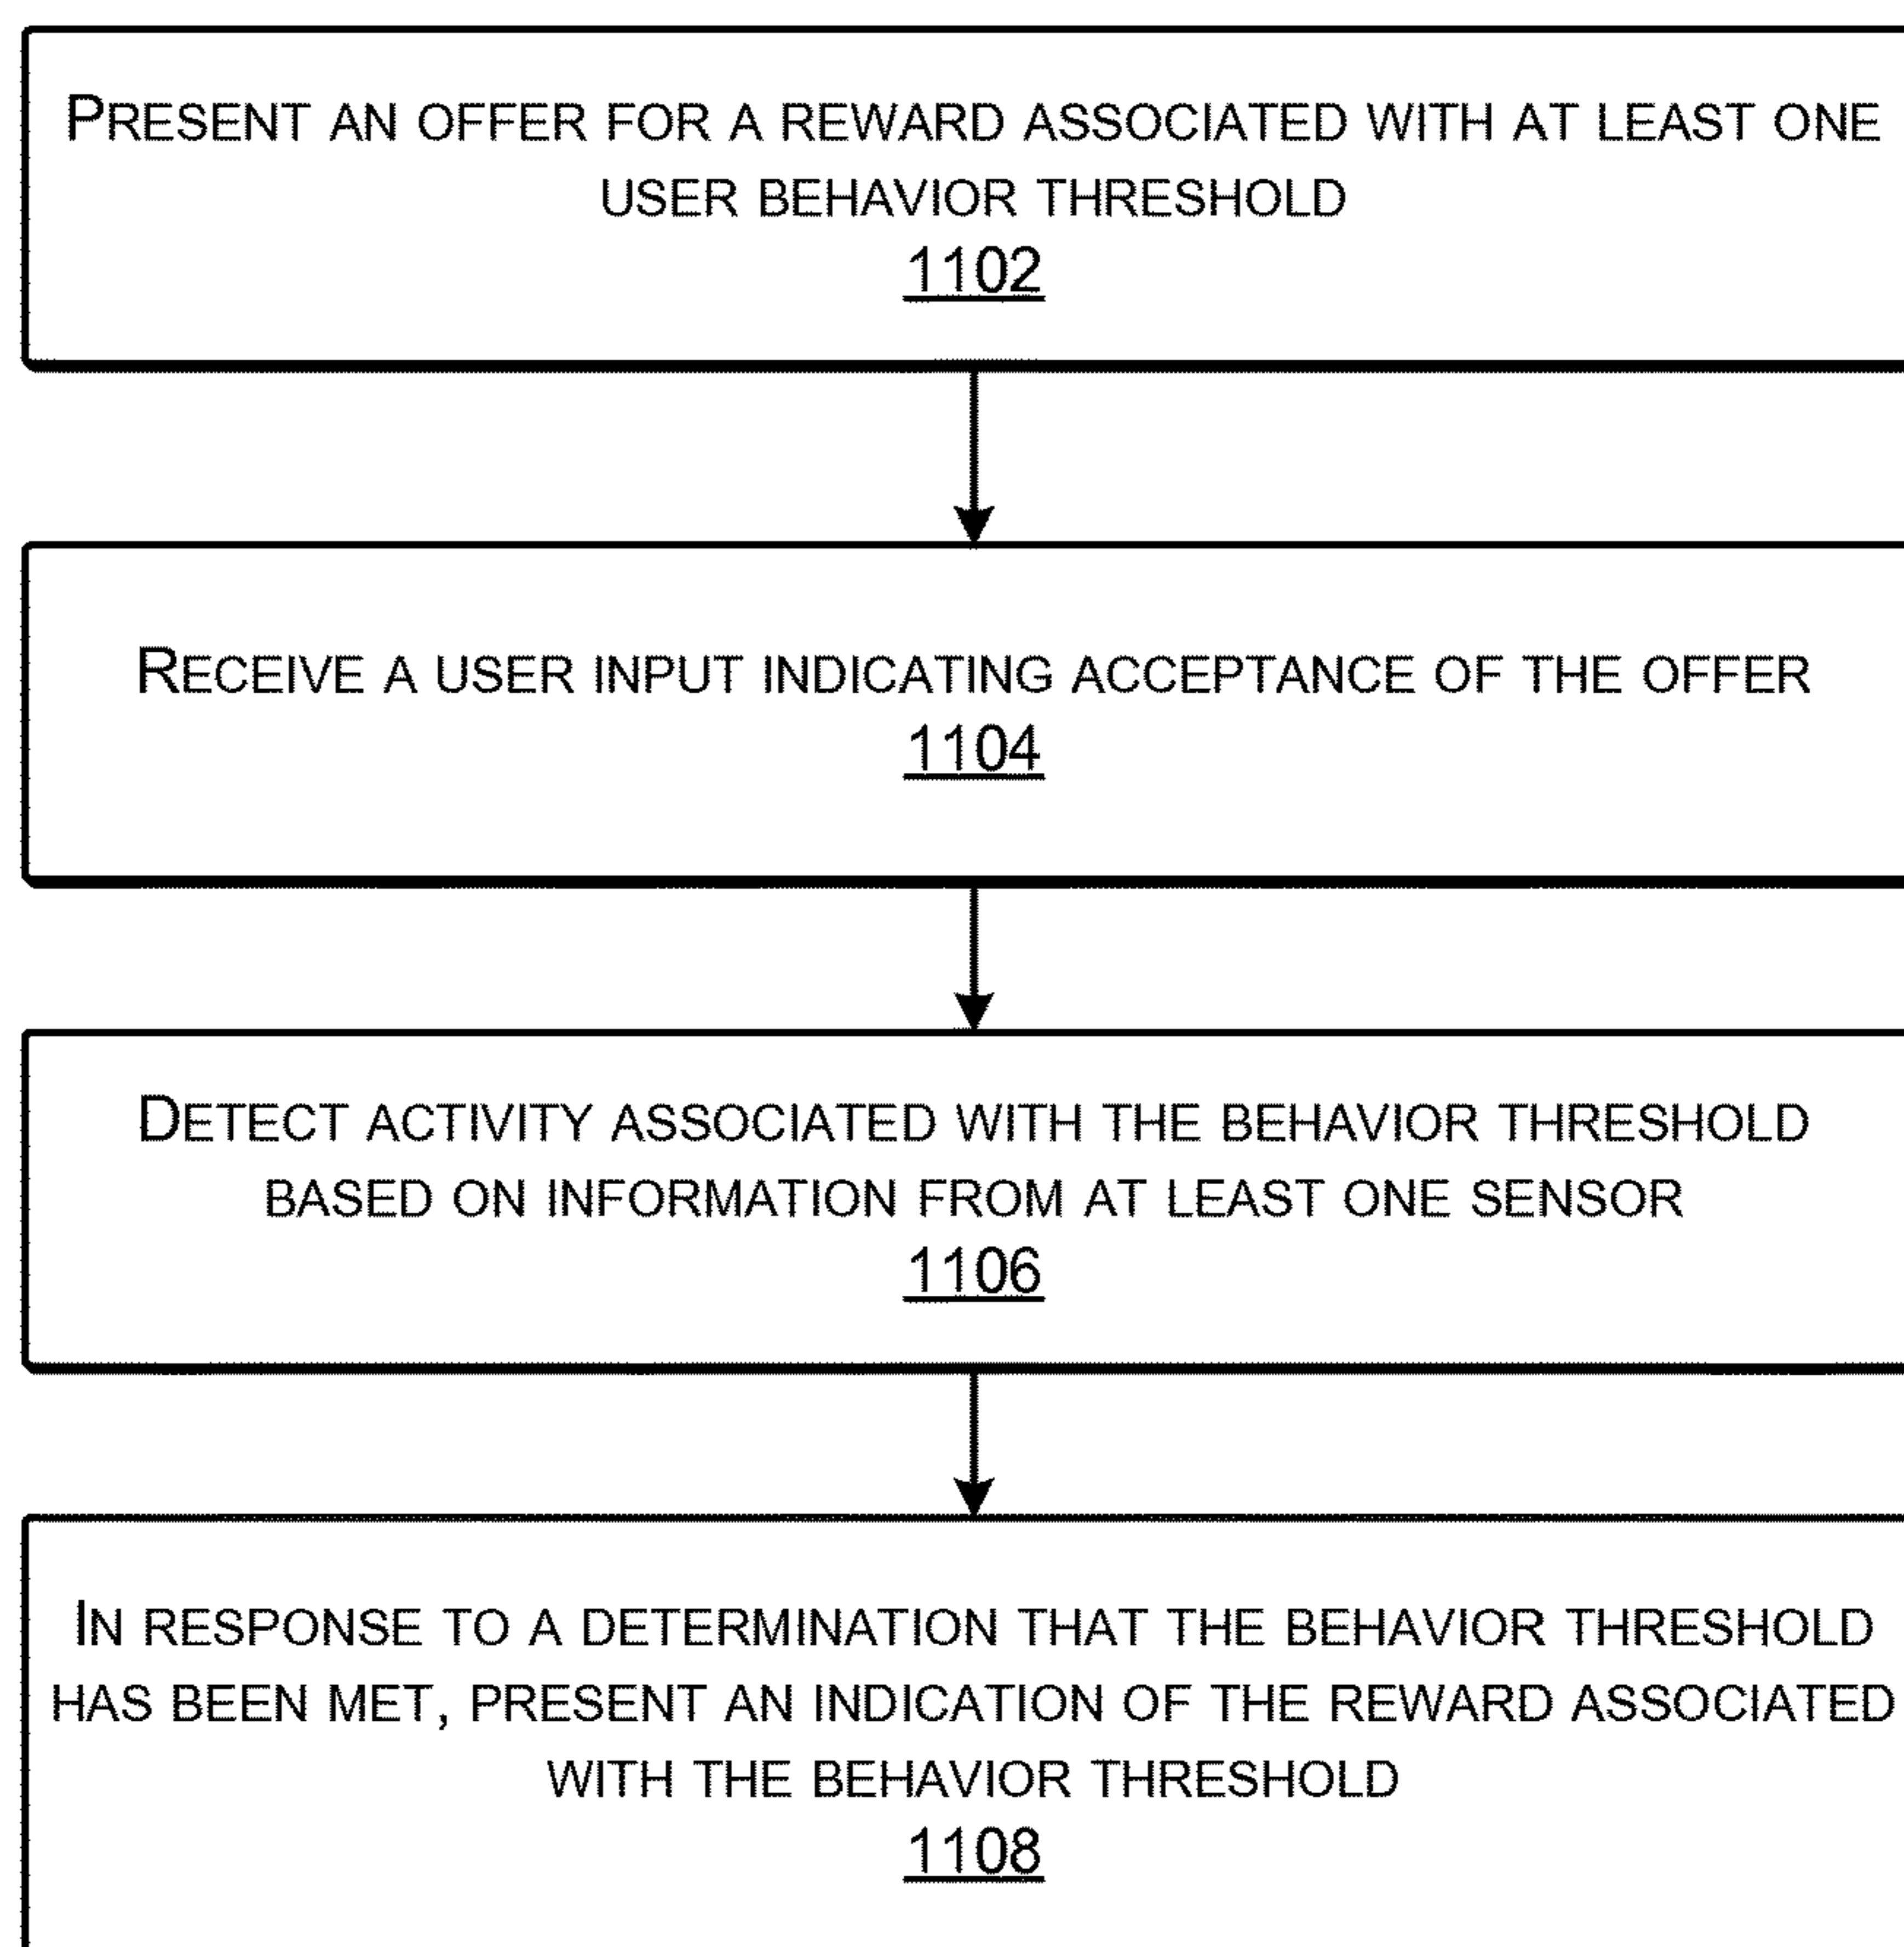 PRESENT AN OFFER FOR A REWARD ASSOCIATED WITH AT LEAST ONE
USER BEHAVIOR THRESHOLD
1102
RECEIVE A USER INPUT INDICATING ACCEPTANCE OF THE OFFER
1104
DETECT ACTIVITY ASSOCIATED WITH THE BEHAVIOR THRESHOLD
BASED ON INFORMATION FROM AT LEAST ONE SENSOR
1106
IN RESPONSE TO A DETERMINATION THAT THE BEHAVIOR THRESHOLD
HAS BEEN MET, PRESENT AN INDICATION OF THE REWARD ASSOCIATED
WITH THE BEHAVIOR THRESHOLD
1108